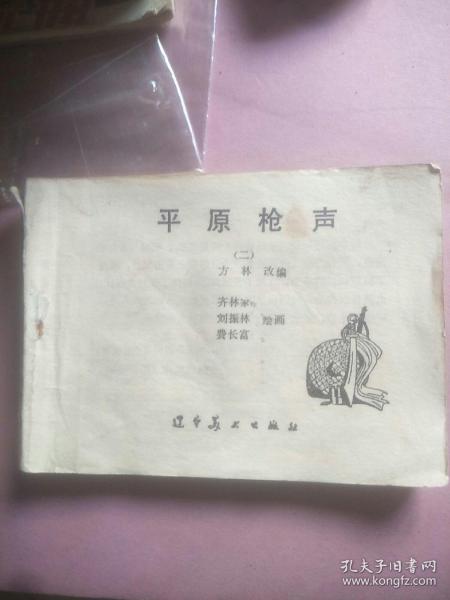 平原枪声
(二)
方林 改编
齐林家
刘振林 绘画
费长富
辽宁美术出版社
孔夫子旧书网
www.kongfz.com